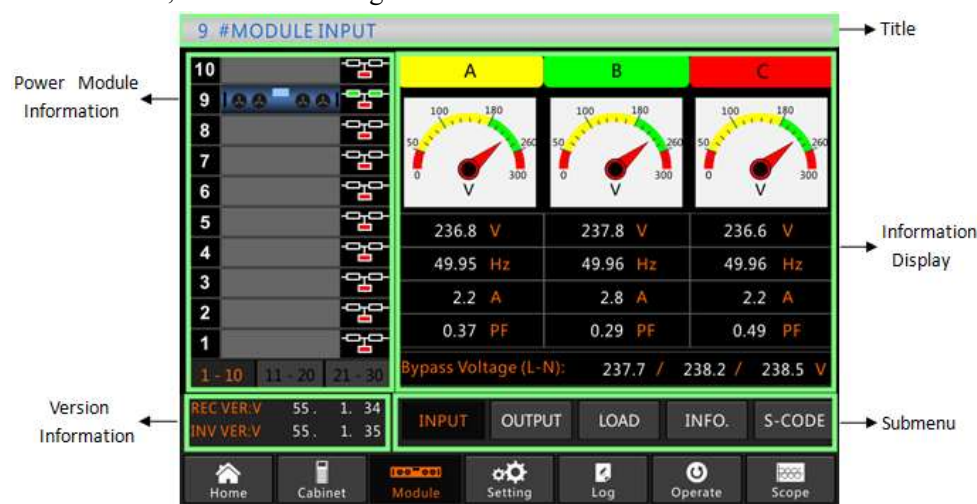 9 #MODULE INPUT
Title
Power Module
Information
10
9
8
7
6
5
4
3
2
1
1 - 10 11 - 20 21 - 30
A B C
0 50 100 180 260 300 V
0 50 100 180 260 300 V
0 50 100 180 260 300 V
236.8 V 237.8 V 236.6 V
49.95 Hz 49.96 Hz 49.96 Hz
2.2 A 2.8 A 2.2 A
0.37 PF 0.29 PF 0.49 PF
Bypass Voltage (L-N): 237.7 / 238.2 / 238.5 V
Information
Display
Version
Information
REC VER:V 55. 1. 34
INV VER:V 55. 1. 35
INPUT OUTPUT LOAD INFO. S-CODE
Submenu
Home Cabinet Module Setting Log Operate Scope